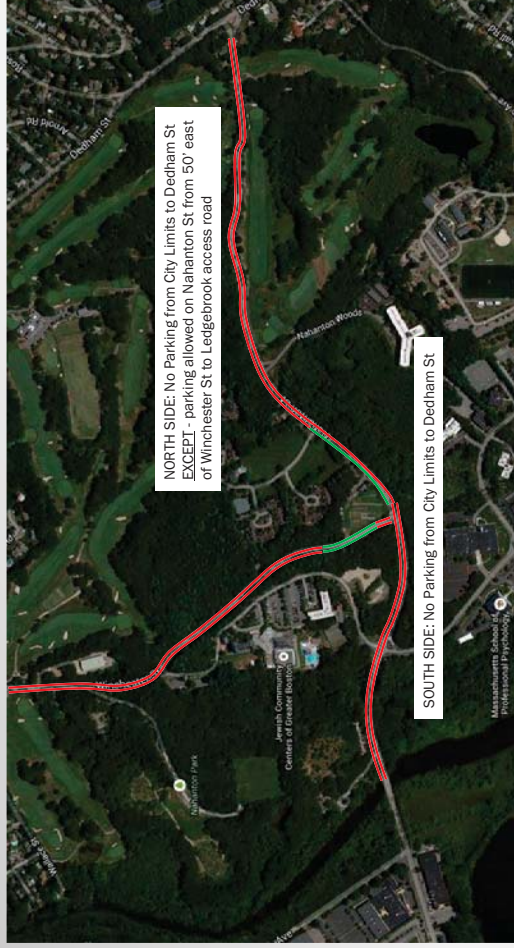 NORTH SIDE: No Parking from City Limits to Dedham St
EXCEPT - parking allowed on Nahanton St from 50' east
of Winchester St to Ledgebrook access road
SOUTH SIDE: No Parking from City Limits to Dedham St
Dedham St
Arnold Rd
Nahanton Woods
Jewish Community
Centers of Greater Boston
Nahanton Park
Wallace St
Massachusetts School of
Professional Psychology,
Ave